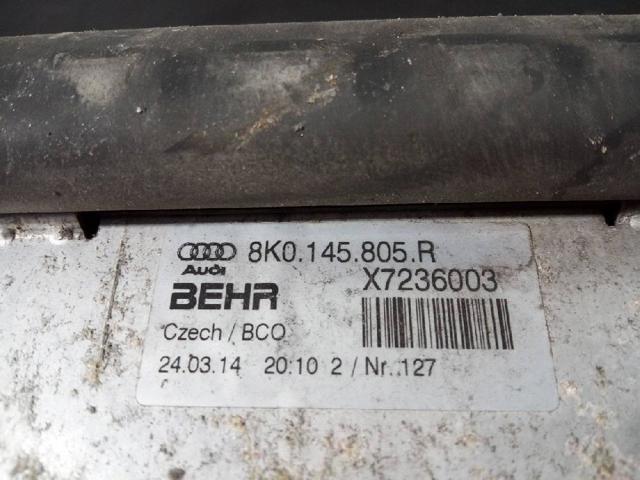 8K0.145.805.R
Audi
X7236003
BEHR
Czech / BCO
24.03.14 20:10 2 / Nr.:127